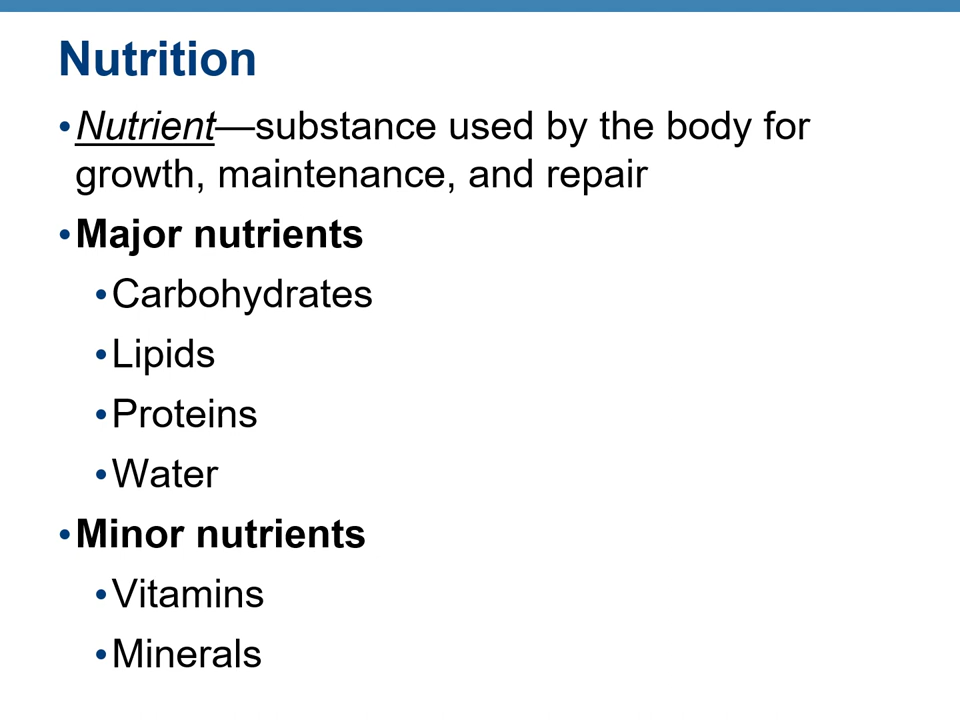 Nutrition
•Nutrient—substance used by the body for
growth, maintenance, and repair
•Major nutrients
•Carbohydrates
•Lipids
•Proteins
•Water
•Minor nutrients
•Vitamins
•Minerals